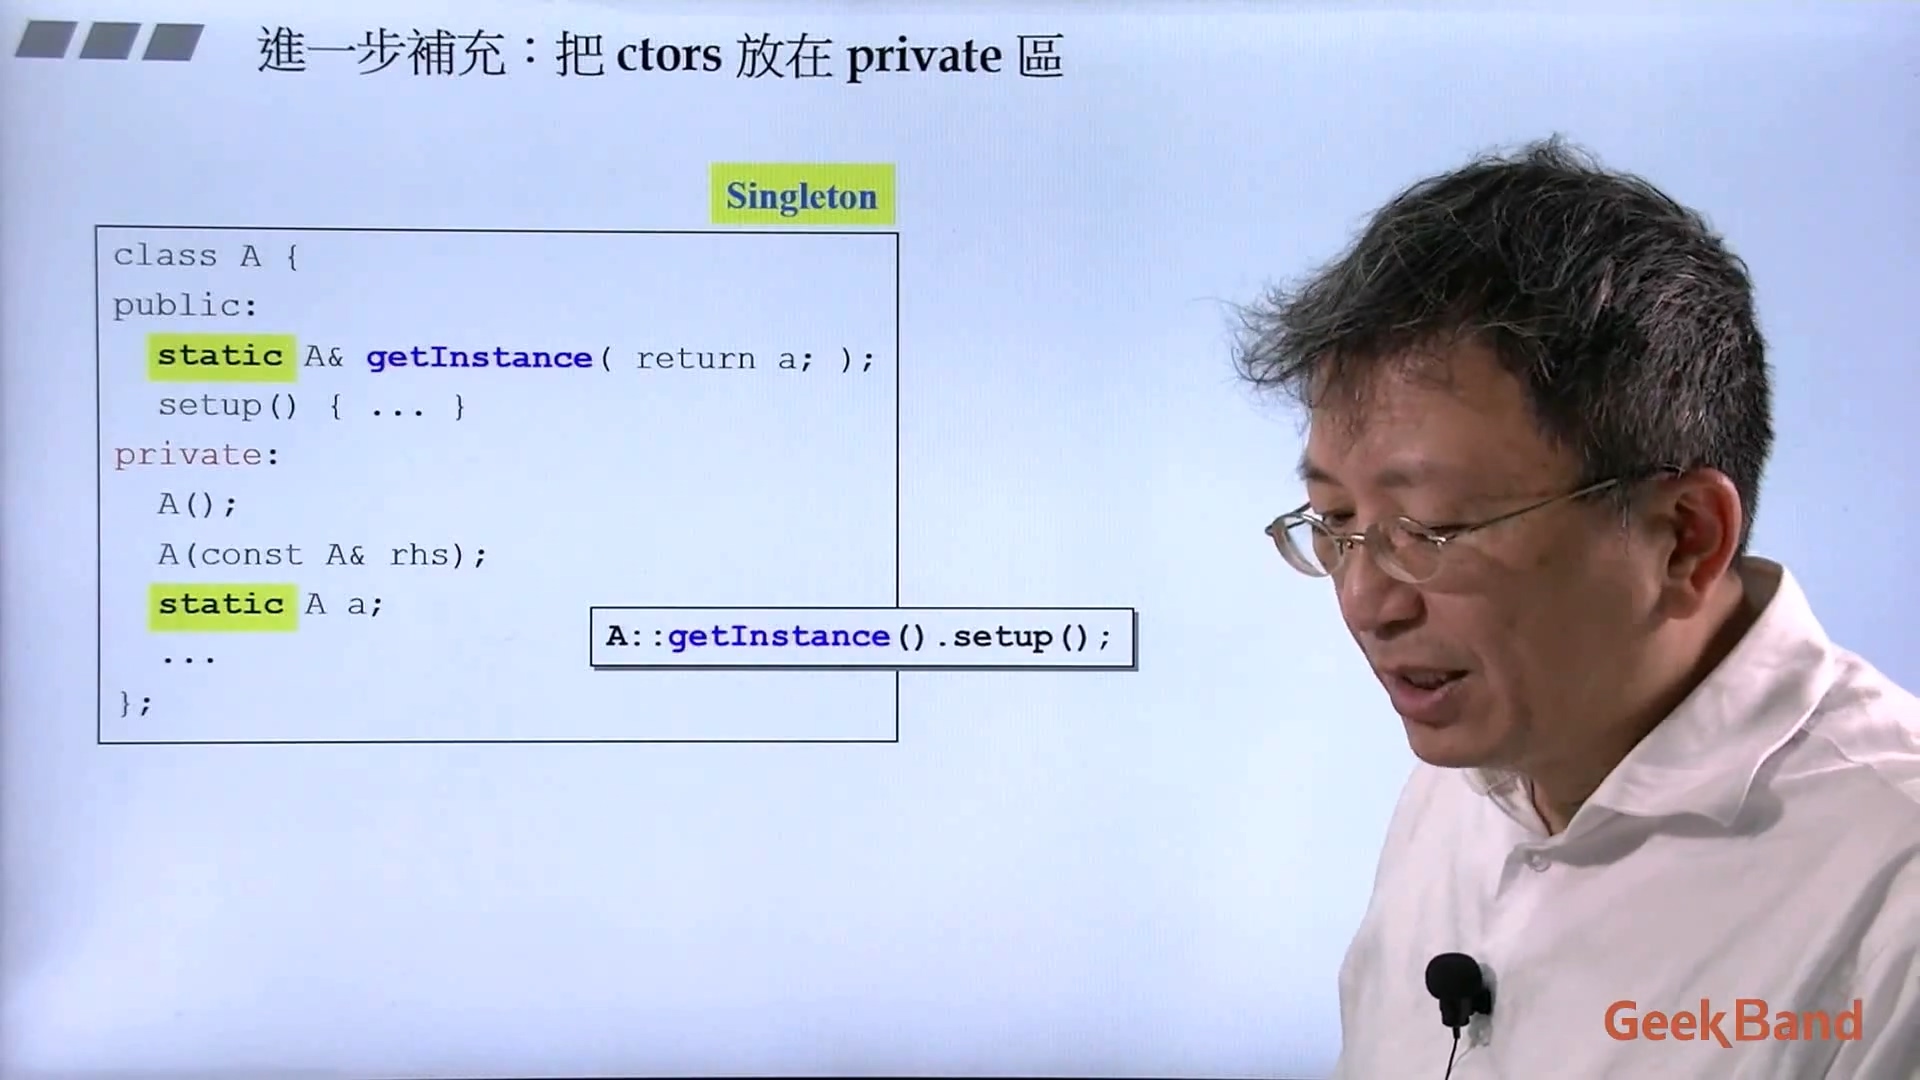 進一步補充：把 ctors 放在 private 區
Singleton
class A {
public:
static A& getInstance( return a; );
setup() { ... }
private:
A();
A(const A& rhs);
static A a;
...
};
A::getInstance().setup();
GeekBand